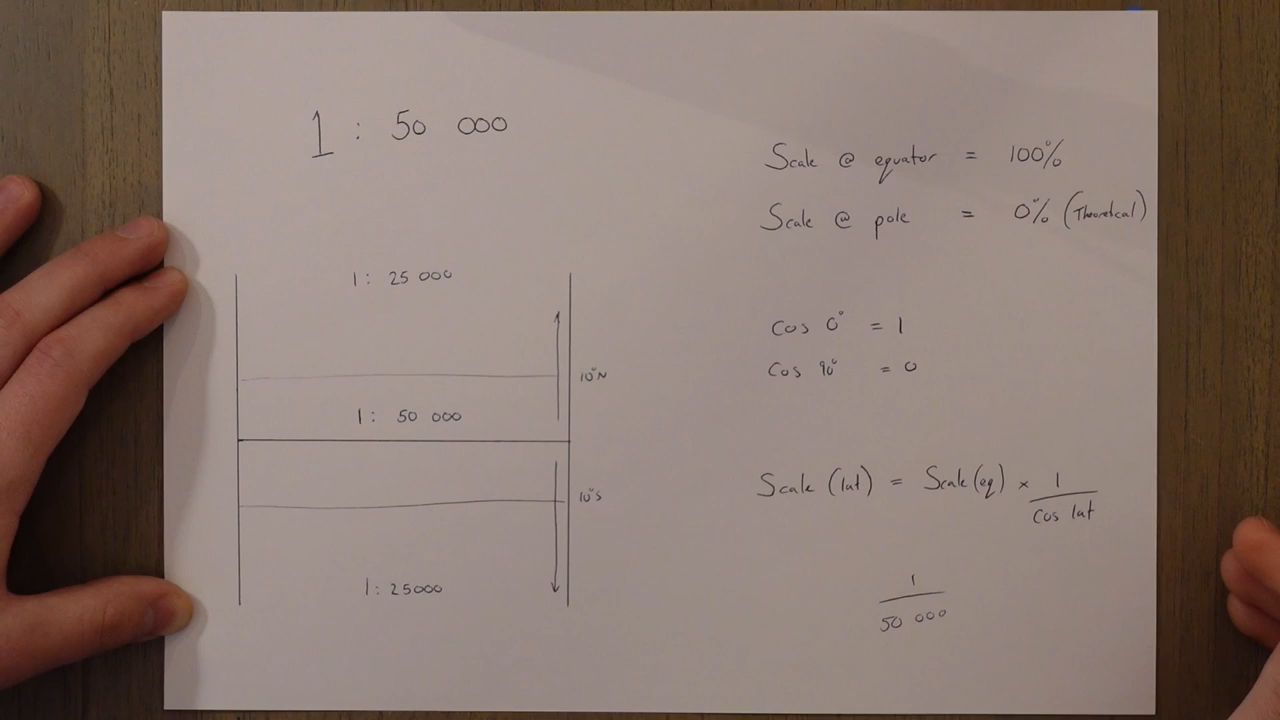 1 : 50 000
Scale @ equator = 100%
Scale @ pole = 0% (Theoretical)
1 : 25 000
10°N
1 : 50 000
10°S
1 : 25000
Cos 0° = 1
Cos 90° = 0
Scale (lat) = Scale (eq) × 1
Cos lat
1
50 000